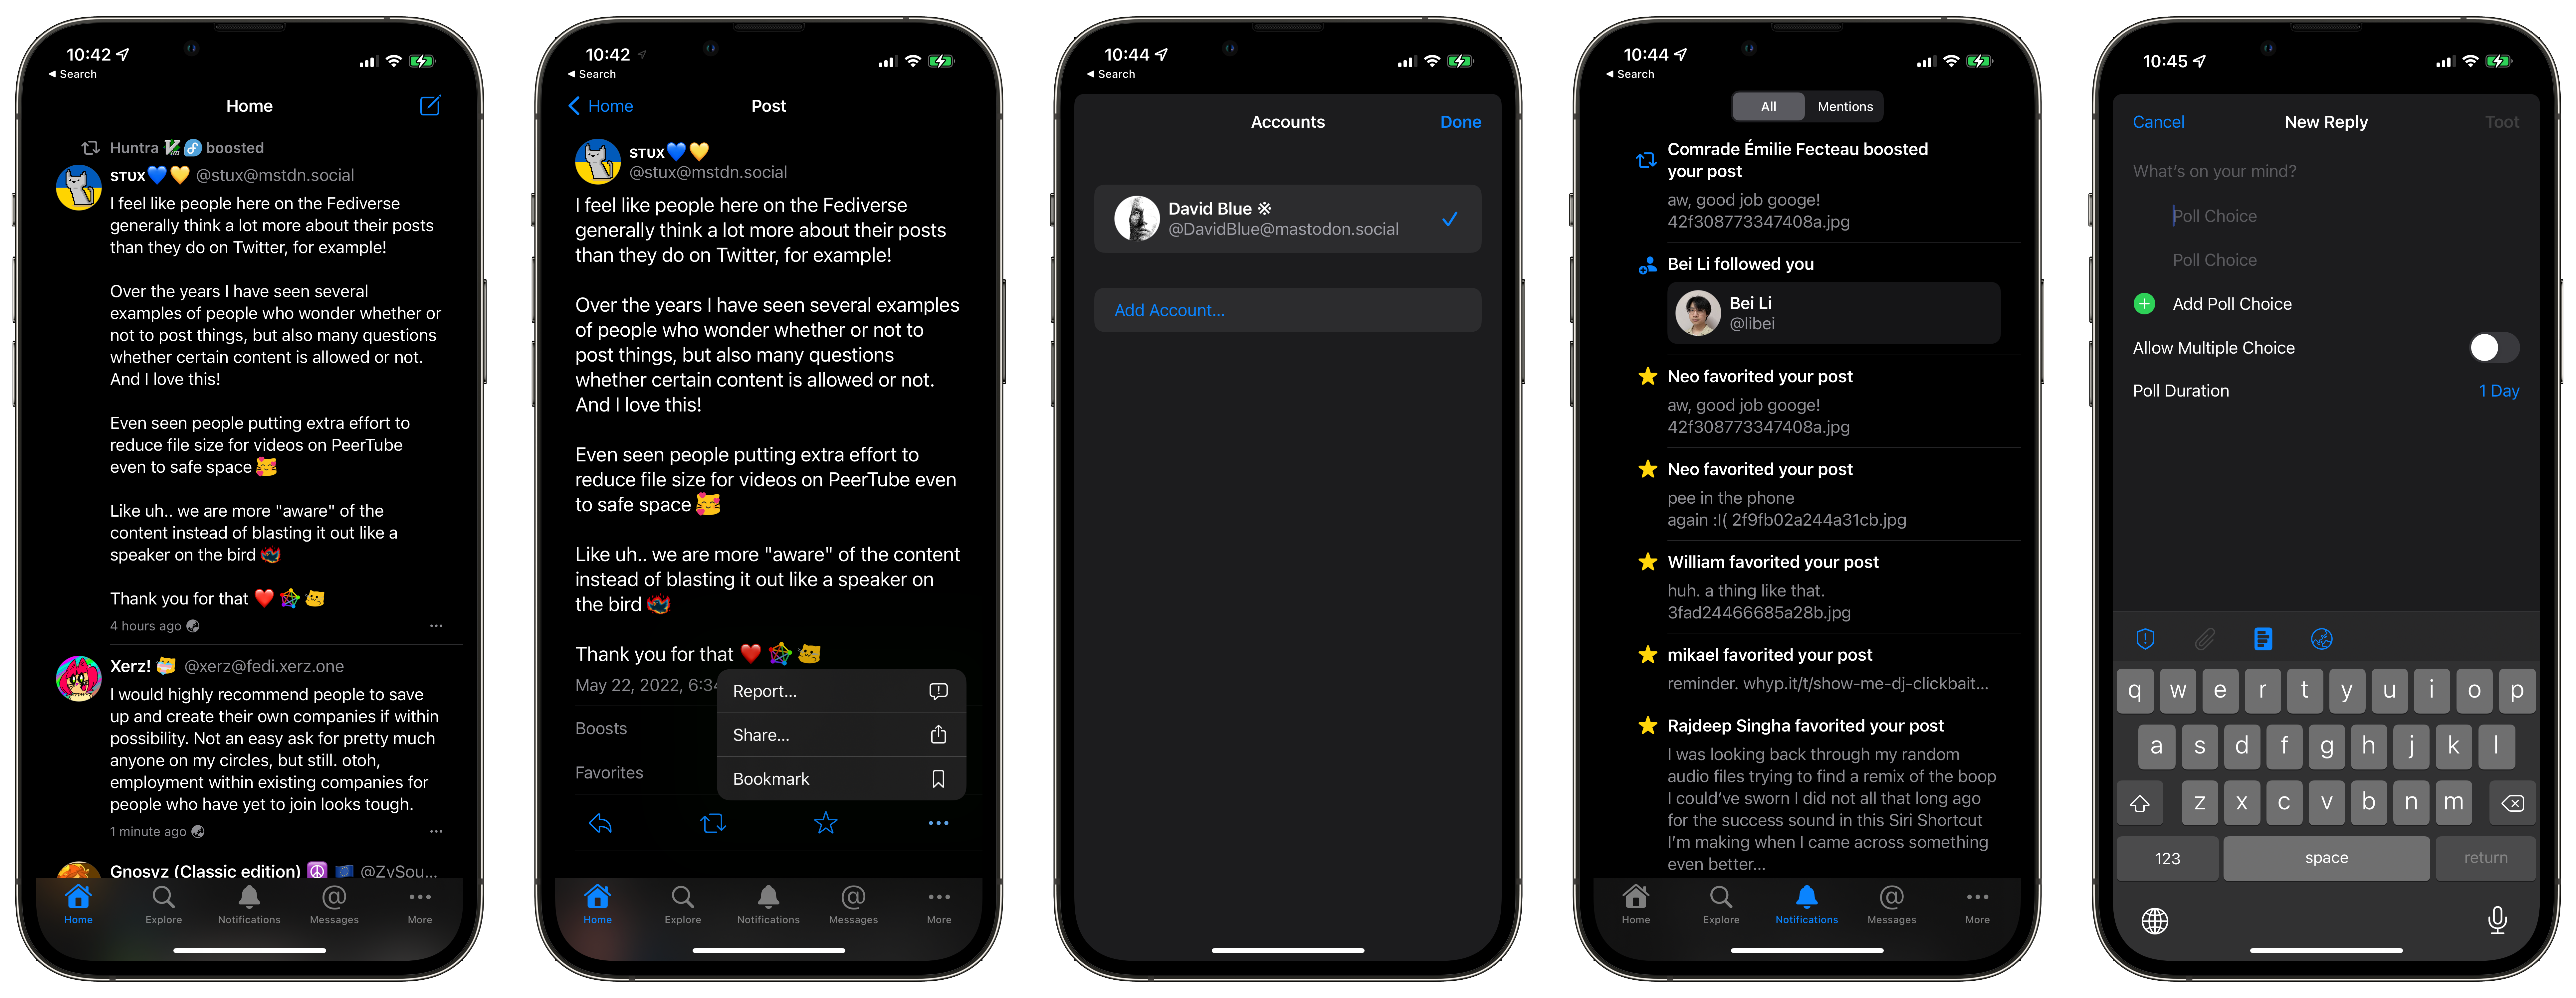 10:42
◀ Search
Home
Huntra boosted
STUX💙💛 @stux@mstdn.social
I feel like people here on the Fediverse
generally think a lot more about their posts
than they do on Twitter, for example!
Over the years I have seen several
examples of people who wonder whether or
not to post things, but also many questions
whether certain content is allowed or not.
And I love this!
Even seen people putting extra effort to
reduce file size for videos on PeerTube
even to safe space 🥰
Like uh.. we are more "aware" of the
content instead of blasting it out like a
speaker on the bird
Thank you for that ❤️
4 hours ago
Xerz! @xerz@fedi.xerz.one
I would highly recommend people to save
up and create their own companies if within
possibility. Not an easy ask for pretty much
anyone on my circles, but still. otoh,
employment within existing companies for
people who have yet to join looks tough.
1 minute ago
Gnosyz (Classic edition) ☮️ 🇪🇺 @ZySou...
Home
Explore
Notifications
Messages
More
10:42
◀ Search
Home
Post
STUX💙💛
@stux@mstdn.social
I feel like people here on the Fediverse
generally think a lot more about their posts
than they do on Twitter, for example!
Over the years I have seen several examples
of people who wonder whether or not to
post things, but also many questions
whether certain content is allowed or not.
And I love this!
Even seen people putting extra effort to
reduce file size for videos on PeerTube even
to safe space 🥰
Like uh.. we are more "aware" of the content
instead of blasting it out like a speaker on
the bird
Thank you for that ❤️
May 22, 2022, 6:34
Report...
Share...
Bookmark
Boosts
Favorites
Home
Explore
Notifications
Messages
More
10:44
◀ Search
Accounts
Done
David Blue ※
@DavidBlue@mastodon.social
Add Account...
10:44
◀ Search
All
Mentions
Comrade Émilie Fecteau boosted
your post
aw, good job googe!
42f308773347408a.jpg
Bei Li followed you
Bei Li
@libei
Neo favorited your post
aw, good job googe!
42f308773347408a.jpg
Neo favorited your post
pee in the phone
again :I( 2f9fb02a244a31cb.jpg
William favorited your post
huh. a thing like that.
3fad24466685a28b.jpg
mikael favorited your post
reminder. whyp.it/t/show-me-dj-clickbait...
Rajdeep Singha favorited your post
I was looking back through my random
audio files trying to find a remix of the boop
I could've sworn I did not all that long ago
for the success sound in this Siri Shortcut
I'm making when I came across something
even better...
Home
Explore
Notifications
Messages
More
10:45
Cancel
New Reply
Toot
What's on your mind?
Poll Choice
Poll Choice
Add Poll Choice
Allow Multiple Choice
Poll Duration
1 Day
q w e r t y u i o p
a s d f g h j k l
z x c v b n m
123
space
return